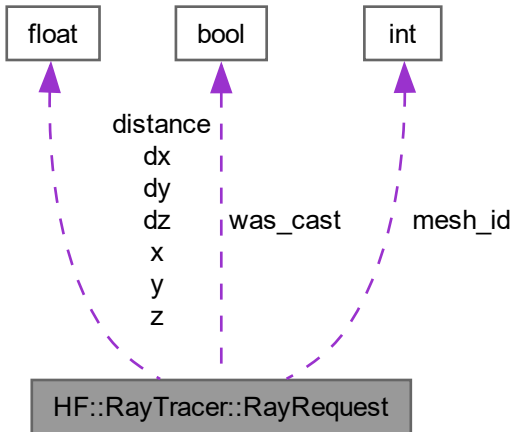 float
bool
int
distance
dx
dy
dz
x
y
z
was_cast
mesh_id
HF::RayTracer::RayRequest